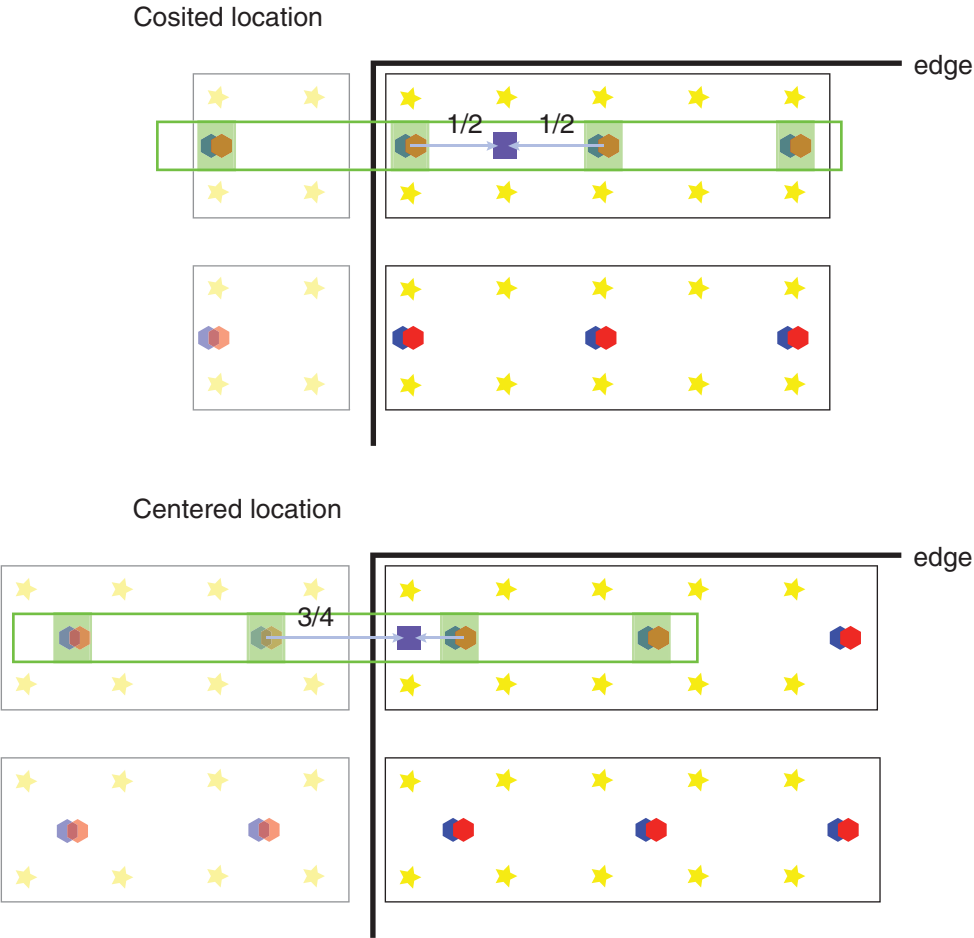 Cosited location
edge
1/2 1/2
Centered location
edge
3/4